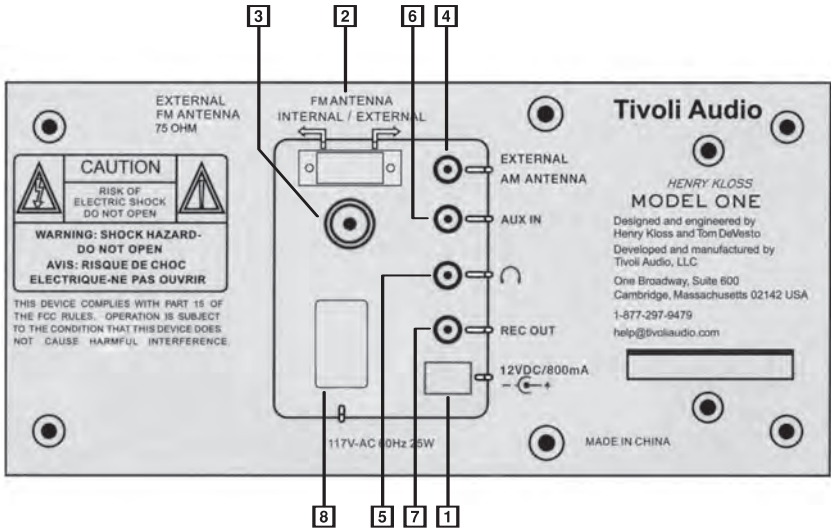 3
2
6
4
EXTERNAL
FM ANTENNA
75 OHM
FM ANTENNA
INTERNAL / EXTERNAL
CAUTION
RISK OF
ELECTRIC SHOCK
DO NOT OPEN
WARNING: SHOCK HAZARD-
DO NOT OPEN
AVIS: RISQUE DE CHOC
ELECTRIQUE-NE PAS OUVRIR
THIS DEVICE COMPLIES WITH PART 15 OF
THE FCC RULES. OPERATION IS SUBJECT
TO THE CONDITION THAT THIS DEVICE DOES
NOT CAUSE HARMFUL INTERFERENCE
EXTERNAL
AM ANTENNA
AUX IN
REC OUT
12VDC/800mA
- +
117V-AC 60Hz 25W
Tivoli Audio
HENRY KLOSS
MODEL ONE
Designed and engineered by
Henry Kloss and Tom DeVesto
Developed and manufactured by
Tivoli Audio, LLC
One Broadway, Suite 600
Cambridge, Massachusetts 02142 USA
1-877-297-9479
help@tivoliaudio.com
MADE IN CHINA
8
5
7
1